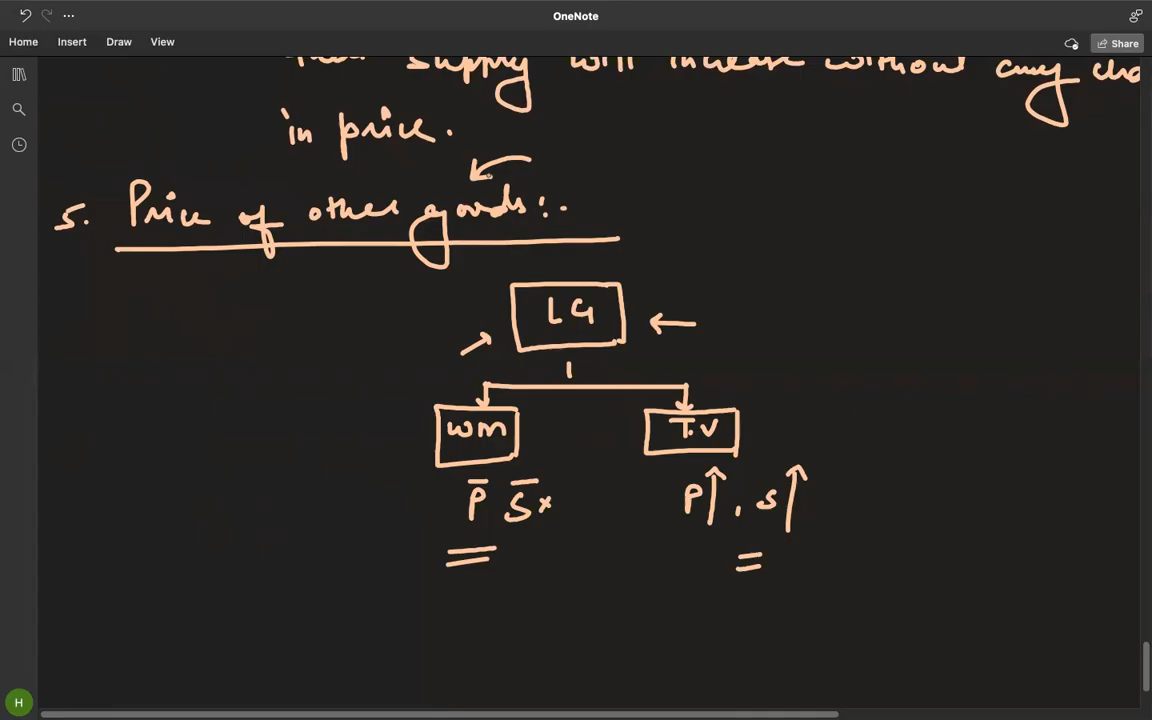 OneNote
Home Insert Draw View Share
supply will increase without any
in price.
5. Price of other goods:-
LG
WM T.V
P S× P↑, S↑
H